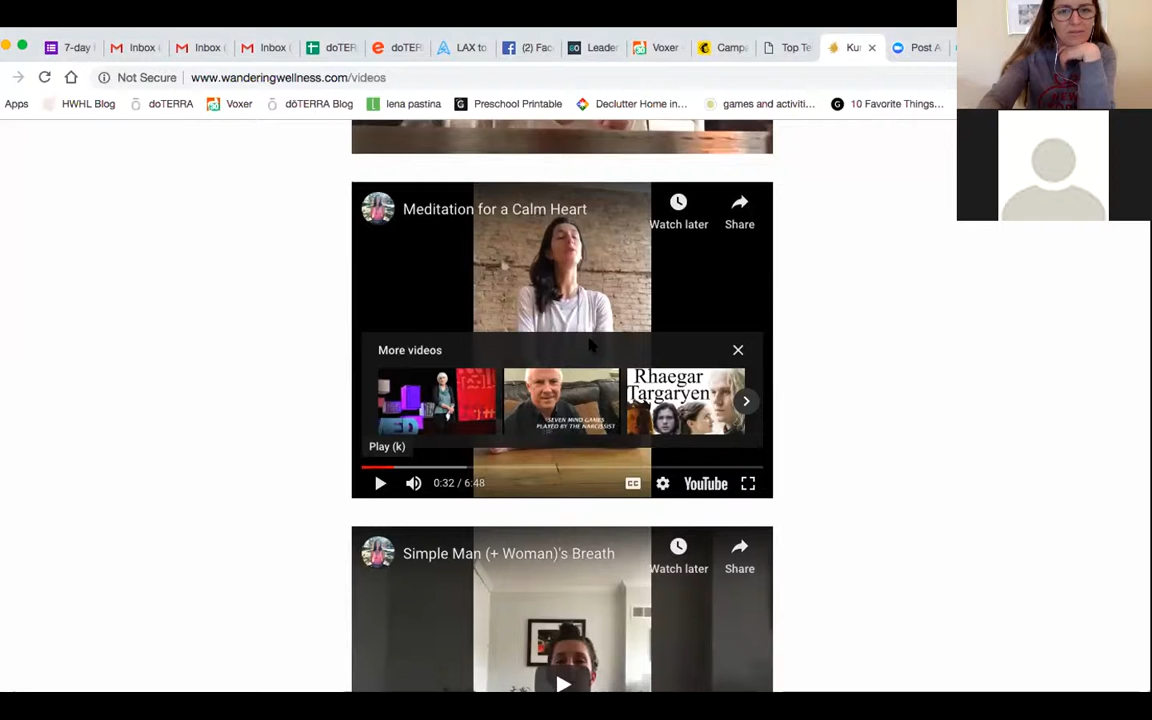 7-day
Inbox
Inbox (
Inbox (
doTER
doTER
LAX to
(2) Fac
Leader
Voxer
Camp
Top Te
Kun
Post A
Not Secure
www.wanderingwellness.com/videos
Apps
HWHL Blog
doTERRA
Voxer
dōTERRA Blog
lena pastina
Preschool Printable
Declutter Home in...
games and activiti...
10 Favorite Things...
Meditation for a Calm Heart
Watch later
Share
More videos
SEVEN MIND GAMES
PLAYED BY THE NARCISSIST
Rhaegar
Targaryen
Play (k)
0:32 / 6:48
CC
YouTube
Simple Man (+ Woman)'s Breath
Watch later
Share